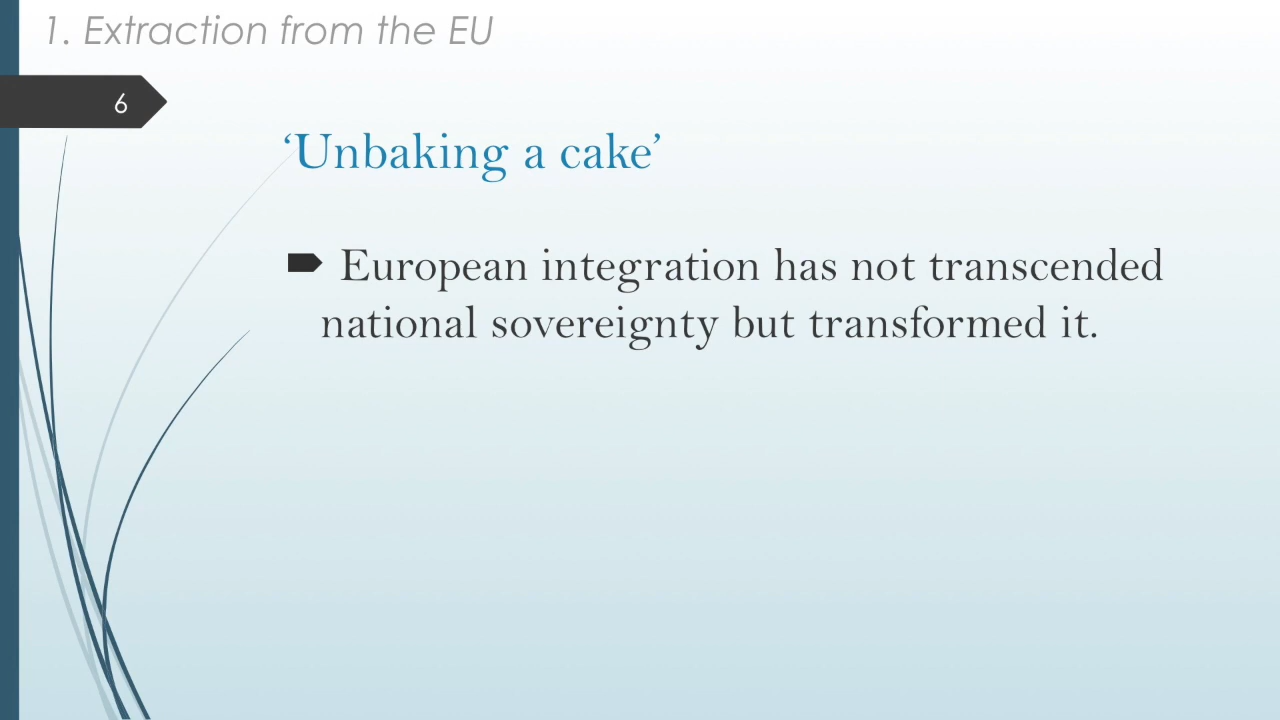 1. Extraction from the EU
6
‘Unbaking a cake’
European integration has not transcended
national sovereignty but transformed it.